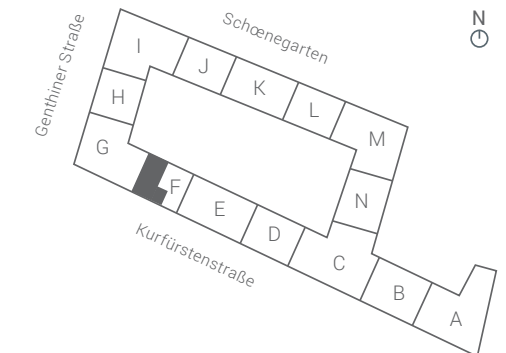 Schœnegarten
N
Genthiner Straße
I
J
K
L
M
H
G
F
E
D
C
N
B
A
Kurfürstenstraße